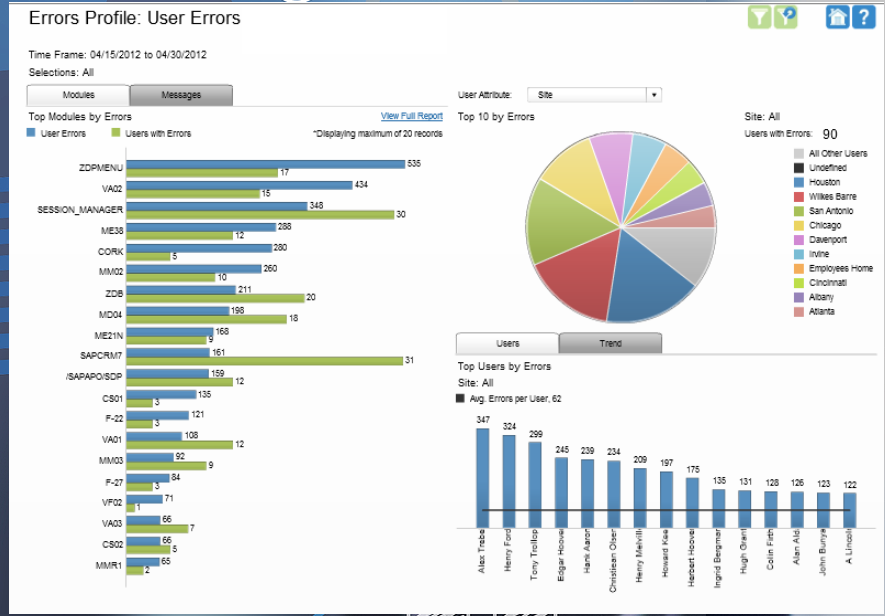 Errors Profile: User Errors
Time Frame: 04/15/2012 to 04/30/2012
Selections: All
Modules
Messages
Top Modules by Errors
View Full Report
User Errors
Users with Errors
*Displaying maximum of 20 records
ZDPMENU 535 17
VA02 434 15
SESSION_MANAGER 348 30
ME38 288 12
CORK 280 5
MM02 260 10
ZDB 211 20
MD04 198 18
ME21N 168 9
SAPCRM7 161 31
/SAPAPO/SDP 159 12
CS01 135 3
F-22 121 3
VA01 108 12
MM03 92 9
F-27 84 3
VF02 71 1
VA03 66 7
CS02 66 5
MMR1 65 2
?
User Attribute: Site
Top 10 by Errors
Site: All
Users with Errors: 90
All Other Users
Undefined
Houston
Wilkes Barre
San Antonio
Chicago
Davenport
Irvine
Employees Home
Cincinnati
Albany
Atlanta
Users
Trend
Top Users by Errors
Site: All
Avg. Errors per User, 62
347 324 299 245 239 234 209 197 175 135 131 128 126 123 122
Alex Trebe
Henry Ford
Tony Trollop
Edgar Hoover
Hank Aaron
Christiean Olsen
Henry Melvill
Howard Kee
Herbert Hoover
Ingrid Bergmar
Hugh Grant
Colin Firth
Alan Ald
John Bunya
A Lincoln